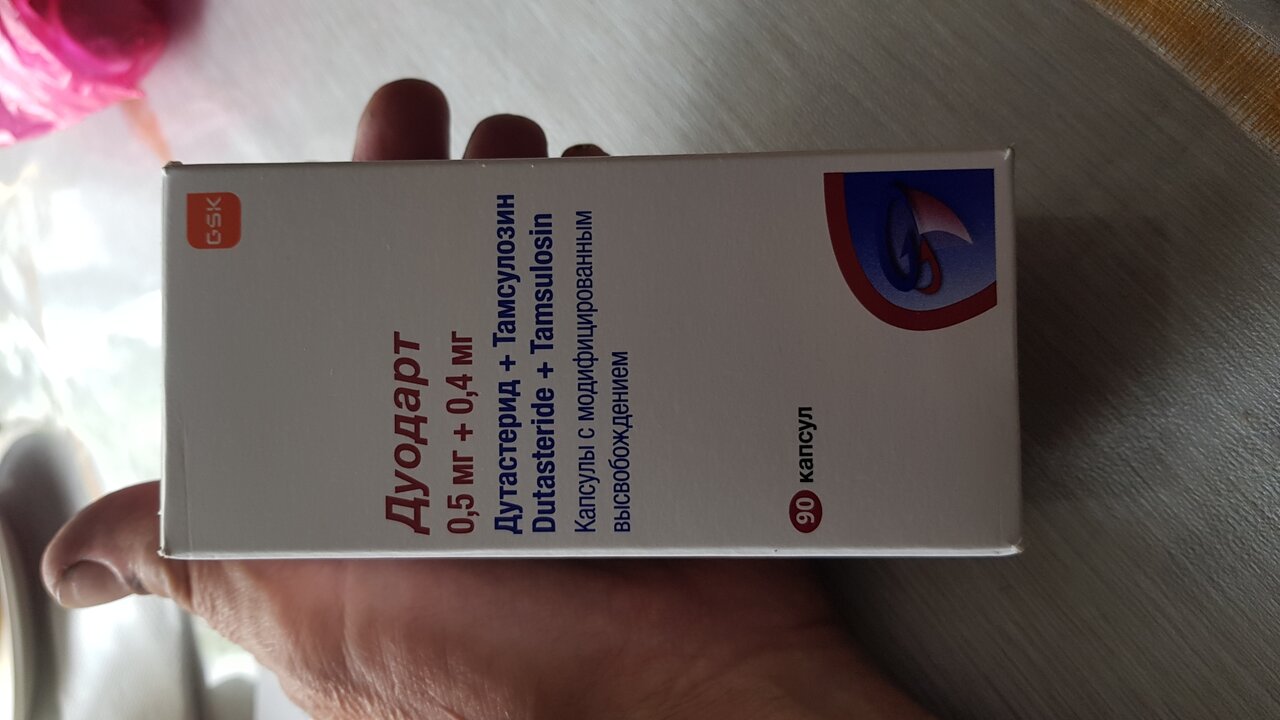 GSK
Дуодарт
0,5 мг + 0,4 мг
Дутастерид + Тамсулозин
Dutasteride + Tamsulosin
Капсулы с модифицированным
высвобождением
90 капсул